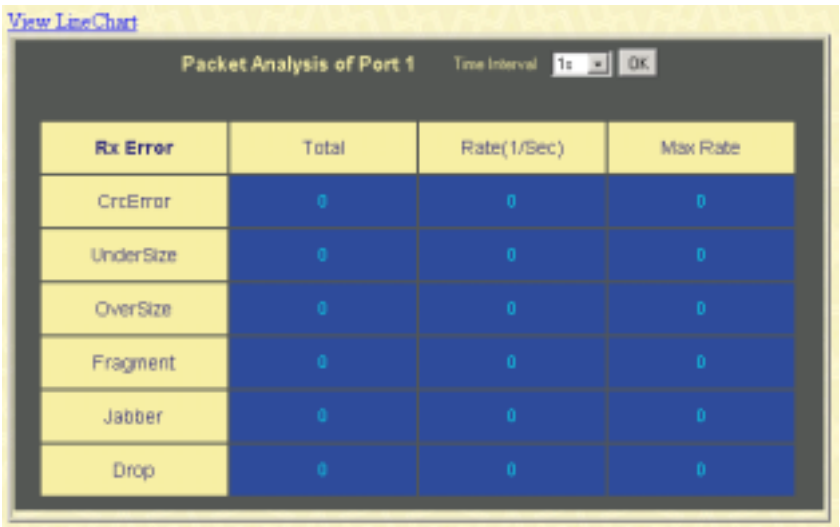 View LineChart
Packet Analysis of Port 1 Time Interval 1s OK
Rx Error Total Rate(1/Sec) Max Rate
CrcError 0 0 0
UnderSize 0 0 0
OverSize 0 0 0
Fragment 0 0 0
Jabber 0 0 0
Drop 0 0 0